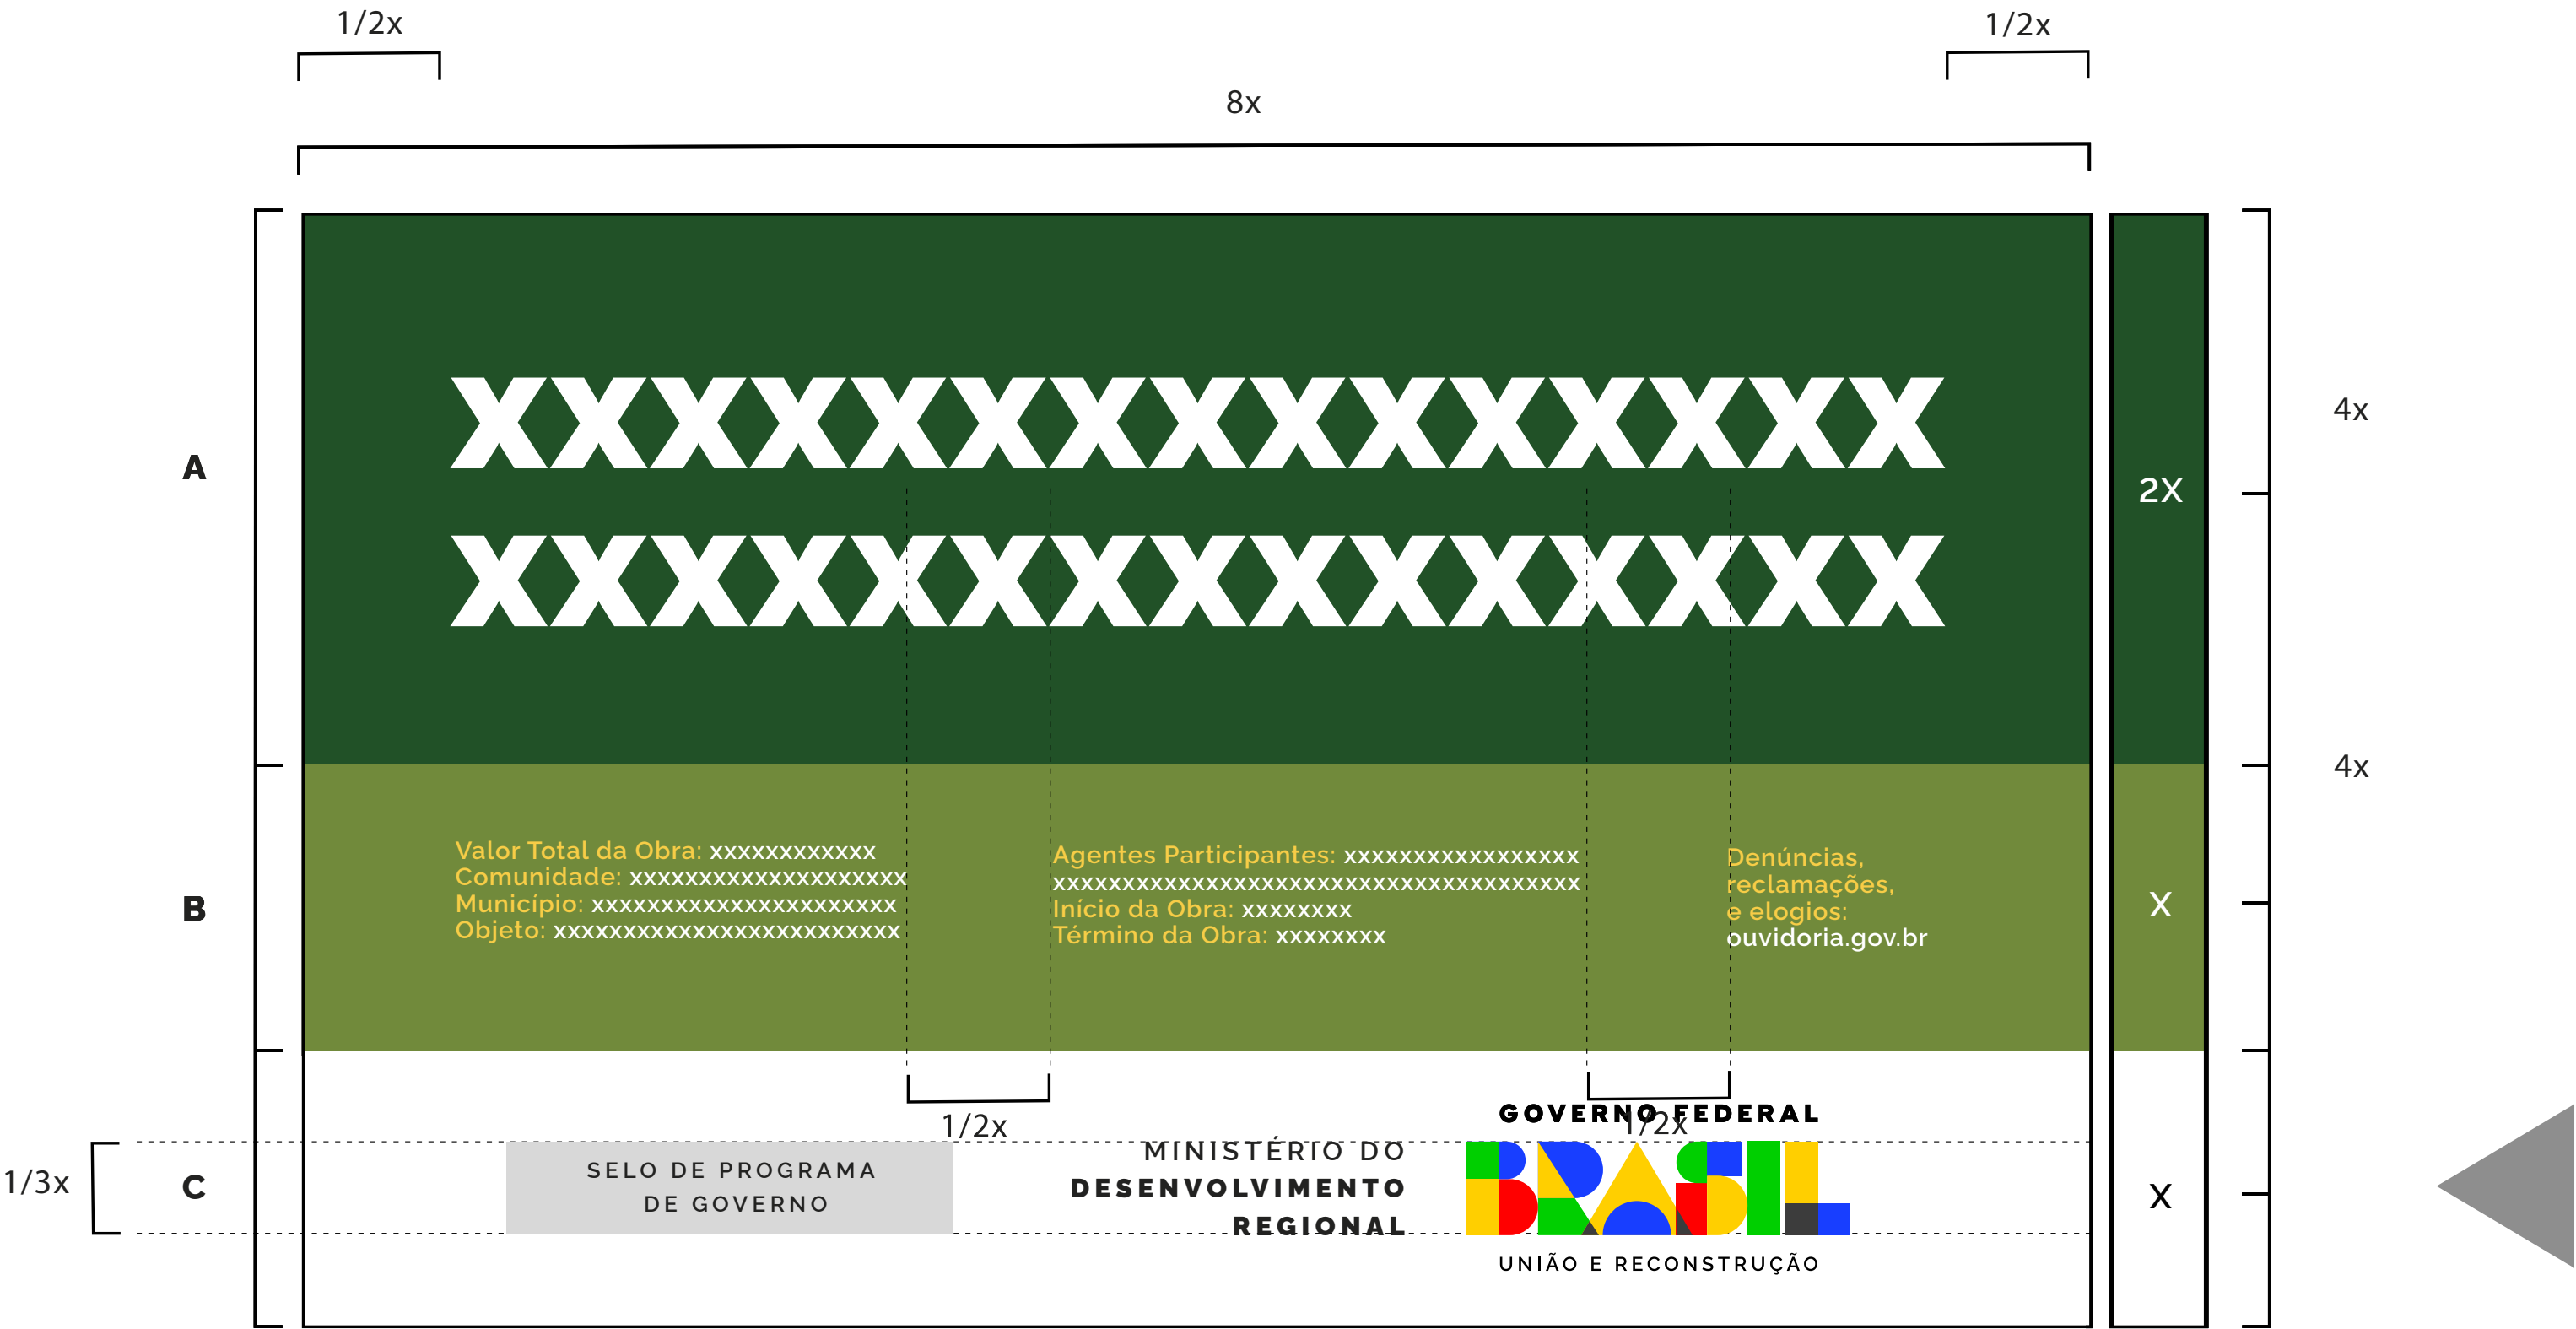 1/2x
1/2x
8x
A
XXXXXXXXXXXXXXX
XXXXXXXXXXXXXXX
2X
4x
4x
B
Valor Total da Obra: xxxxxxxxxxxx
Comunidade: xxxxxxxxxxxxxxxxxxxx
Município: xxxxxxxxxxxxxxxxxxxxxx
Objeto: xxxxxxxxxxxxxxxxxxxxxxxxx
Agentes Participantes: xxxxxxxxxxxxxxxxx
xxxxxxxxxxxxxxxxxxxxxxxxxxxxxxxxxxxxxx
Início da Obra: xxxxxxxx
Término da Obra: xxxxxxxx
Denúncias,
reclamações,
e elogios:
ouvidoria.gov.br
X
1/2x
1/2x
1/3x
C
SELO DE PROGRAMA
DE GOVERNO
MINISTÉRIO DO
DESENVOLVIMENTO
REGIONAL
GOVERNO FEDERAL
BRASIL
UNIÃO E RECONSTRUÇÃO
X